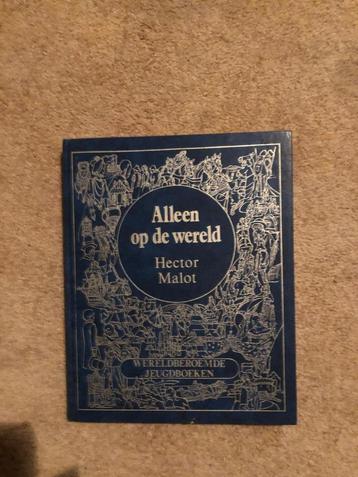 Alleen
op de wereld
Hector
Malot
WERELDBEROEMDE
JEUGDBOEKEN